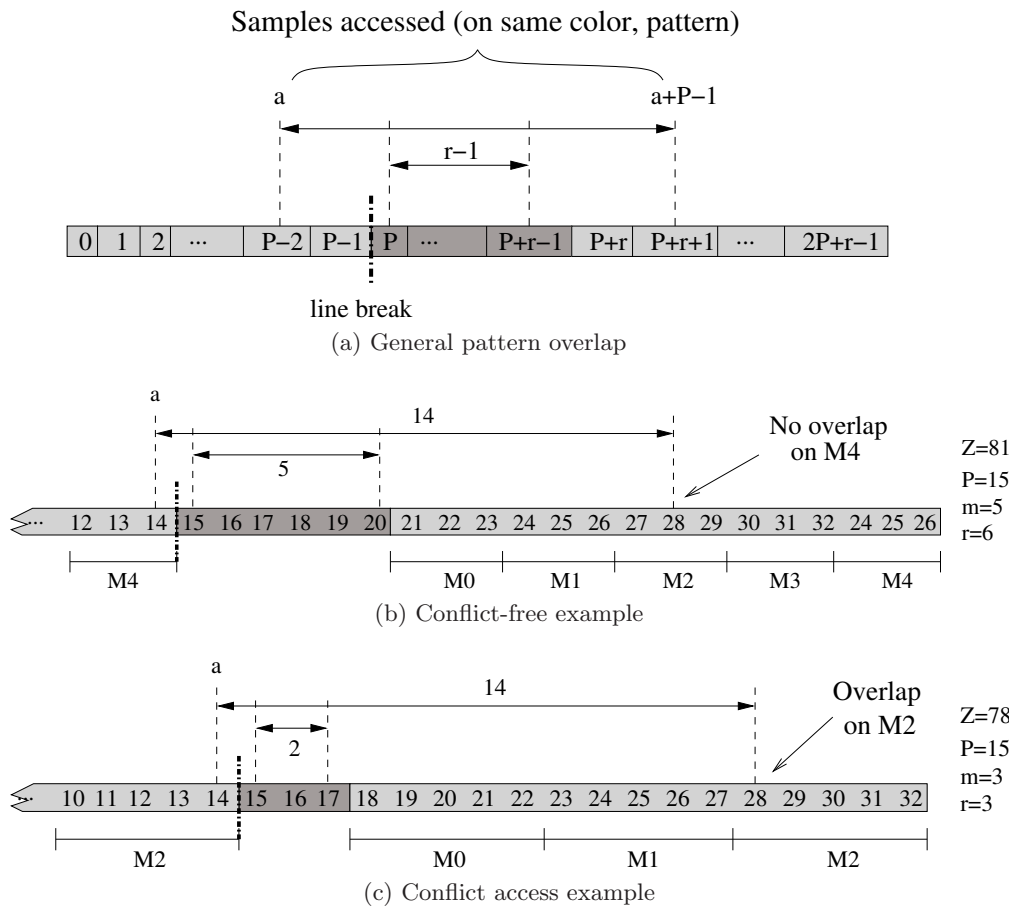 Samples accessed (on same color, pattern)
a a+P−1
r−1
0 1 2 ... P−2 P−1 P ... P+r−1 P+r P+r+1 ... 2P+r−1
line break
(a) General pattern overlap
a
14
5
No overlap
on M4
Z=81
P=15
m=5
r=6
... 12 13 14 15 16 17 18 19 20 21 22 23 24 25 26 27 28 29 30 31 32 24 25 26
M4 M0 M1 M2 M3 M4
(b) Conflict-free example
a
14
2
Overlap
on M2
Z=78
P=15
m=3
r=3
... 10 11 12 13 14 15 16 17 18 19 20 21 22 23 24 25 26 27 28 29 30 31 32
M2 M0 M1 M2
(c) Conflict access example